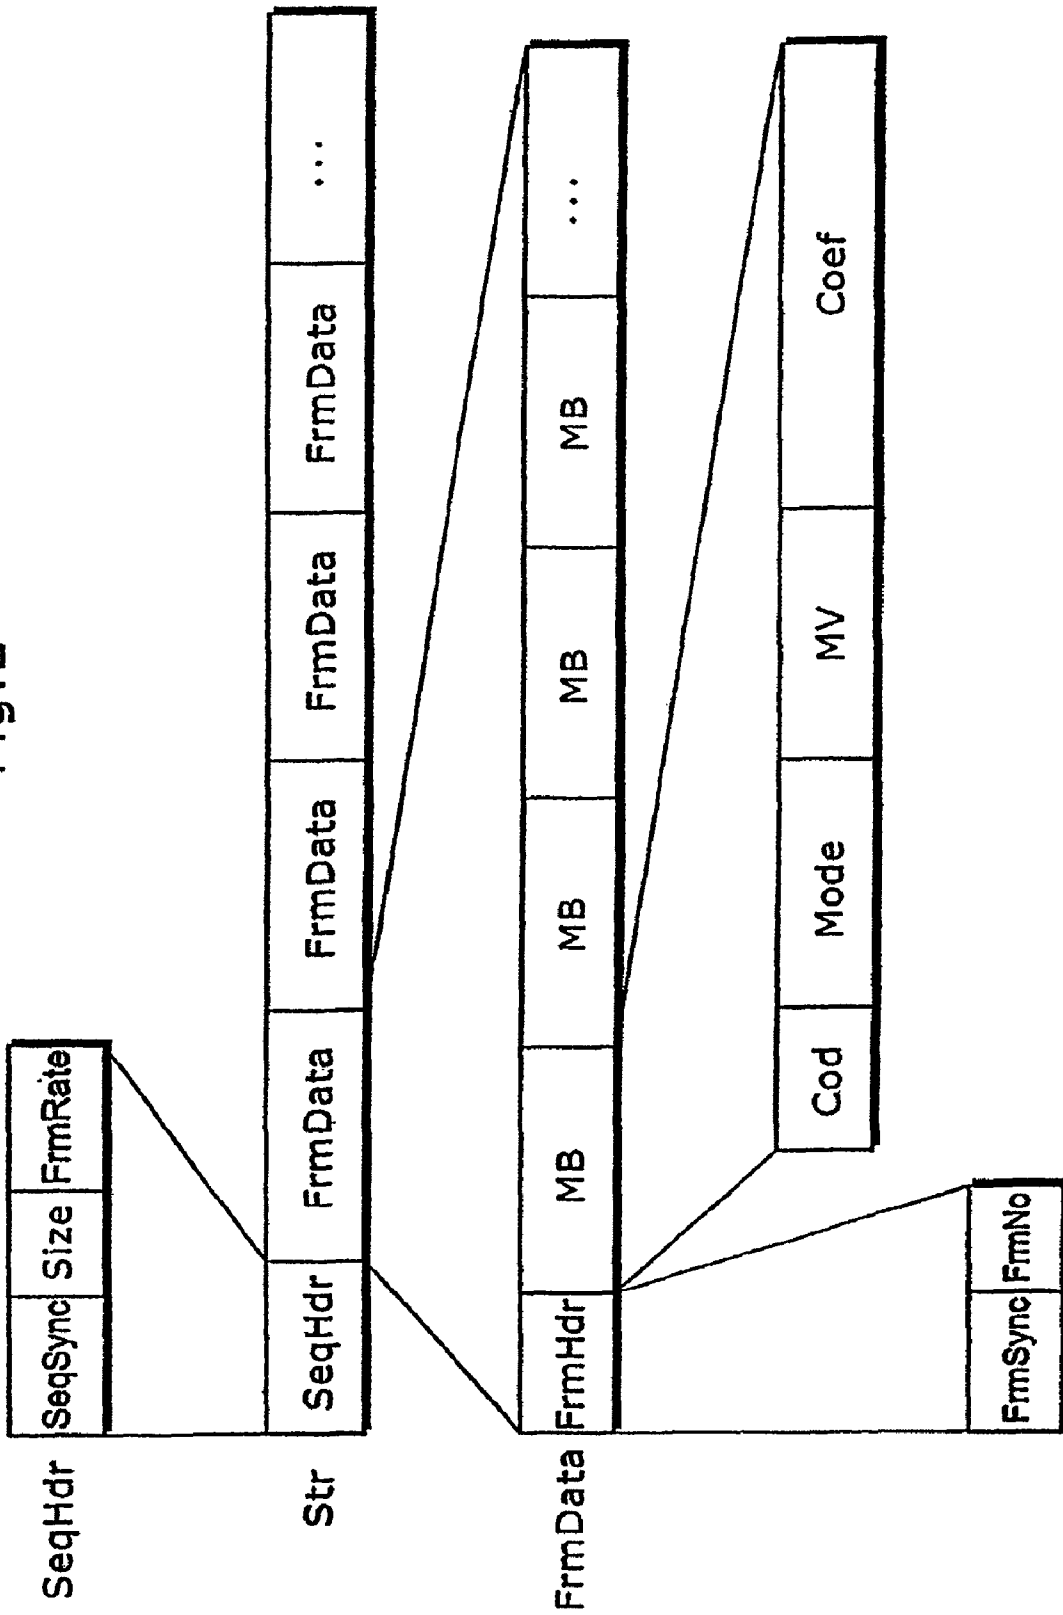 SeqHdr SeqSync Size FrmRate
Str SeqHdr FrmData FrmData FrmData FrmData ...
FrmData FrmHdr MB MB MB MB ...
Cod Mode MV Coef
FrmSync FrmNo